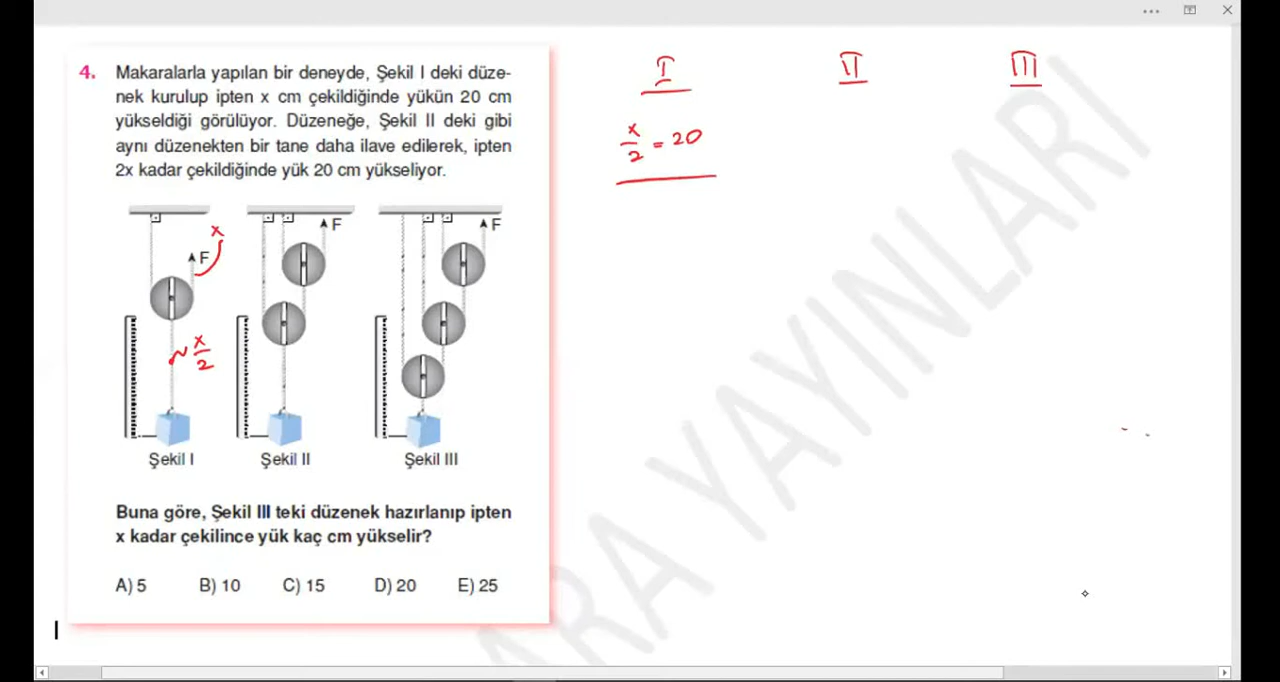 4. Makaralarla yapılan bir deneyde, Şekil I deki düze-
nek kurulup ipten x cm çekildiğinde yükün 20 cm
yükseldiği görülüyor. Düzeneğe, Şekil II deki gibi
aynı düzenekten bir tane daha ilave edilerek, ipten
2x kadar çekildiğinde yük 20 cm yükseliyor.
I II III
x/2 = 20
x
F F F
x/2
Şekil I Şekil II Şekil III
Buna göre, Şekil III teki düzenek hazırlanıp ipten
x kadar çekilince yük kaç cm yükselir?
A) 5 B) 10 C) 15 D) 20 E) 25
ARA YAYINLARI